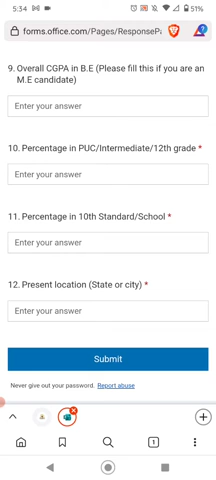 5:34
51%
forms.office.com/Pages/ResponsePa
9. Overall CGPA in B.E (Please fill this if you are an
M.E candidate)
Enter your answer
10. Percentage in PUC/Intermediate/12th grade *
Enter your answer
11. Percentage in 10th Standard/School *
Enter your answer
12. Present location (State or city) *
Enter your answer
Submit
Never give out your password. Report abuse
1